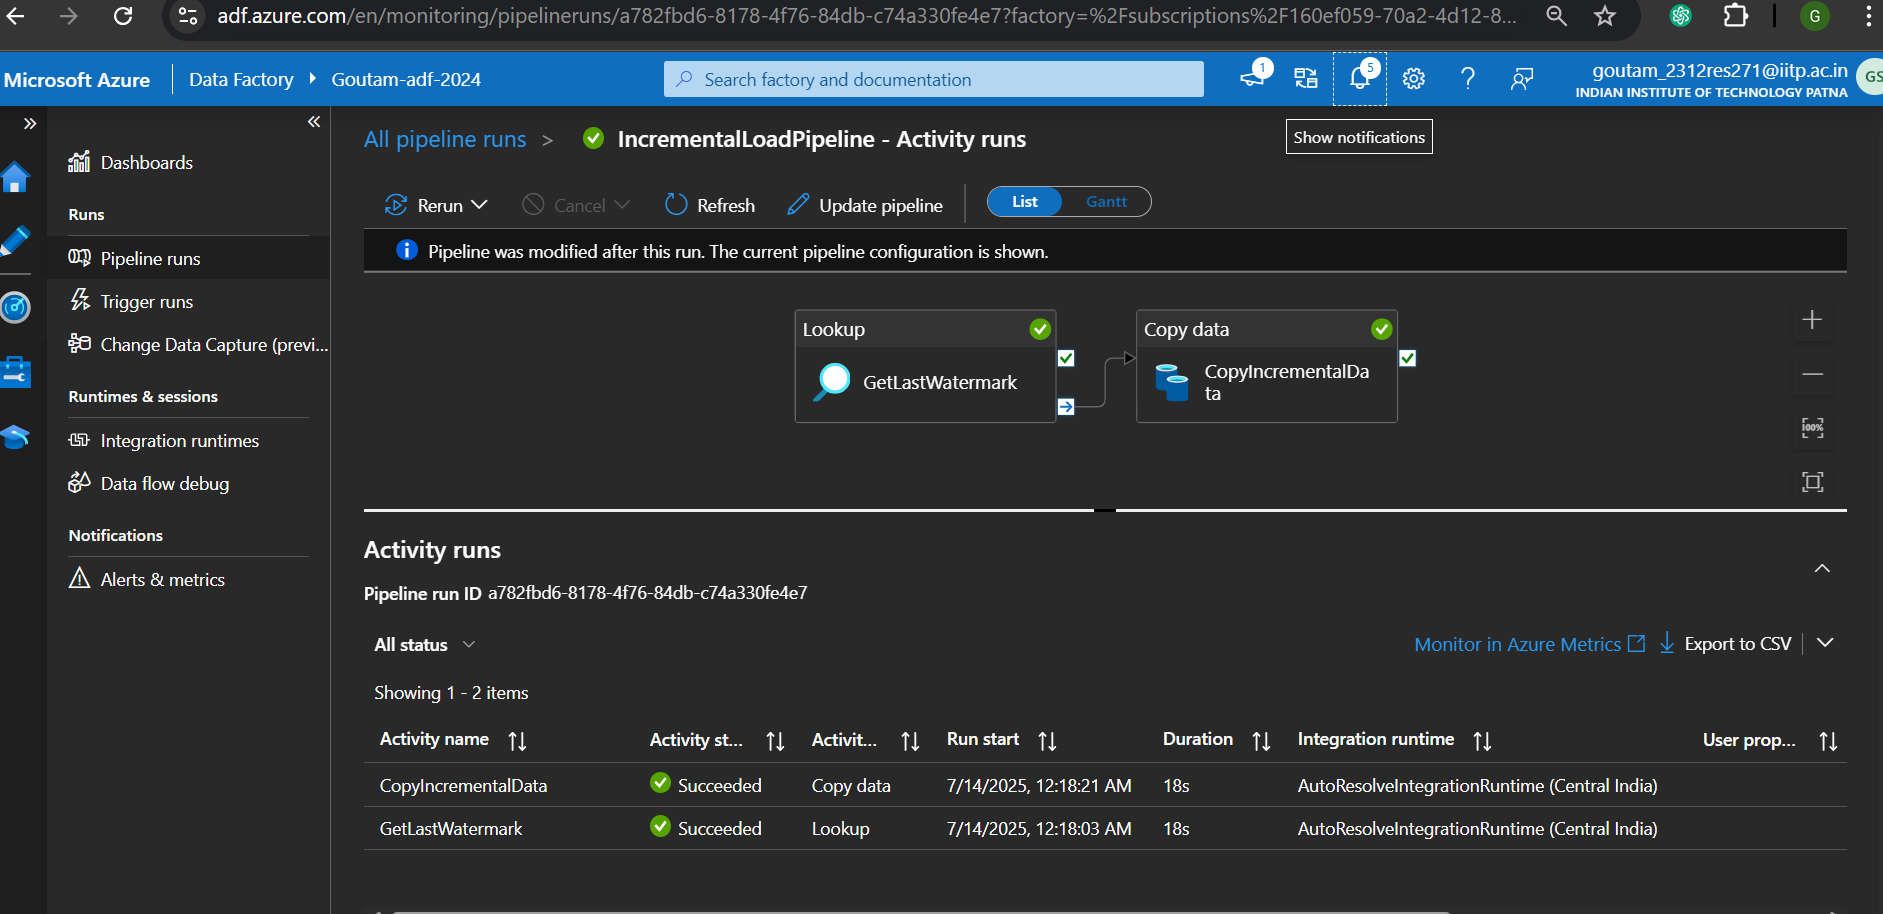 adf.azure.com/en/monitoring/pipelineruns/a782fbd6-8178-4f76-84db-c74a330fe4e7?factory=%2Fsubscriptions%2F160ef059-70a2-4d12-8...
G
Microsoft Azure
Data Factory
Goutam-adf-2024
Search factory and documentation
1
5
goutam_2312res271@iitp.ac.in
INDIAN INSTITUTE OF TECHNOLOGY PATNA
GS
Show notifications
Dashboards
Runs
Pipeline runs
Trigger runs
Change Data Capture (previ...
Runtimes & sessions
Integration runtimes
Data flow debug
Notifications
Alerts & metrics
All pipeline runs > IncrementalLoadPipeline - Activity runs
Rerun
Cancel
Refresh
Update pipeline
List
Gantt
Pipeline was modified after this run. The current pipeline configuration is shown.
Lookup
GetLastWatermark
Copy data
CopyIncrementalDa
ta
100%
Activity runs
Pipeline run ID a782fbd6-8178-4f76-84db-c74a330fe4e7
All status
Monitor in Azure Metrics
Export to CSV
Showing 1 - 2 items
Activity name Activity st... Activit... Run start Duration Integration runtime User prop...
CopyIncrementalData Succeeded Copy data 7/14/2025, 12:18:21 AM 18s AutoResolveIntegrationRuntime (Central India)
GetLastWatermark Succeeded Lookup 7/14/2025, 12:18:03 AM 18s AutoResolveIntegrationRuntime (Central India)